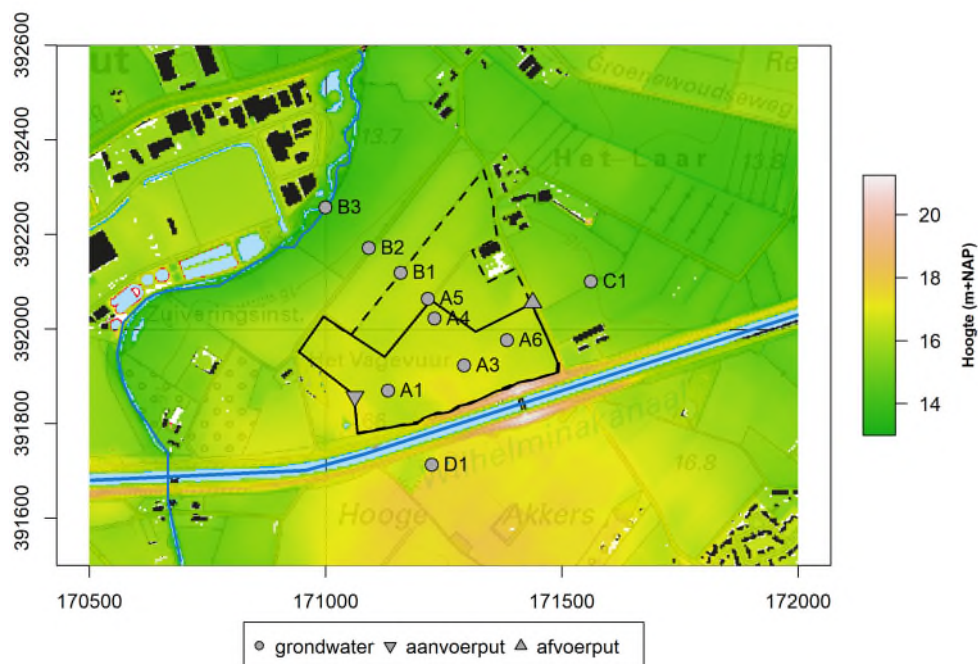 392600
392400
392200
392000
391800
391600
170500
171000
171500
172000
ut
Re
Groenewoudseweg
13.7
Het Laar
13.8
B3
B2
B1
C1
A5
A4
A6
A3
A1
D1
Zuiveringsinst.
Het Vagevuur
Wilhelminakanaal
16.8
Hooge Akkers
20
18
16
14
Hoogte (m+NAP)
grondwater aanvoerput afvoerput